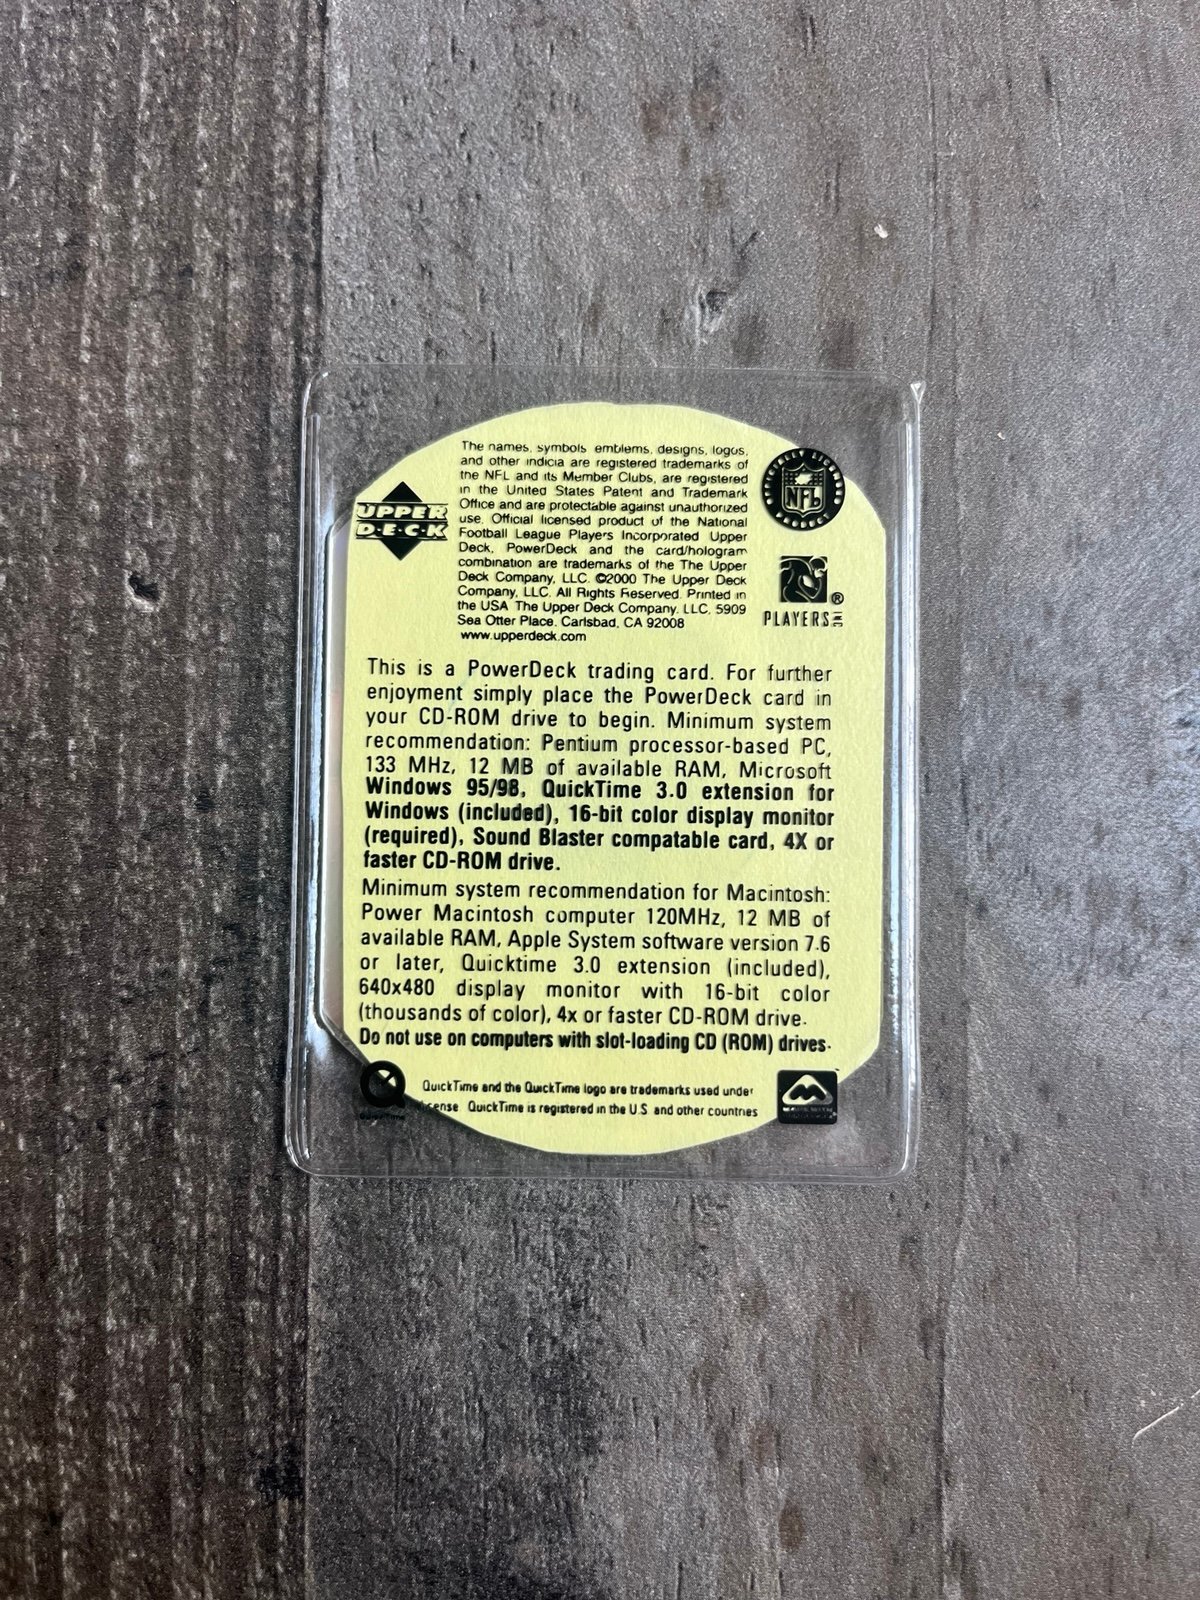 The names, symbols, emblems, designs, logos,
and other indicia are registered trademarks of
the NFL and its Member Clubs, are registered
in the United States Patent and Trademark
Office and are protectable against unauthorized
use. Official licensed product of the National
Football League Players Incorporated Upper
Deck, PowerDeck and the card/hologram
combination are trademarks of the The Upper
Deck Company, LLC. ©2000 The Upper Deck
Company, LLC. All Rights Reserved. Printed in
the USA The Upper Deck Company. LLC, 5909
Sea Otter Place. Carlsbad, CA 92008
www.upperdeck.com
UPPER
D·E·C·K
OFFICIALLY LICENSED
NFL
PRODUCT
®
PLAYERS INC
This is a PowerDeck trading card. For further
enjoyment simply place the PowerDeck card in
your CD-ROM drive to begin. Minimum system
recommendation: Pentium processor-based PC,
133 MHz, 12 MB of available RAM, Microsoft
Windows 95/98, QuickTime 3.0 extension for
Windows (included), 16-bit color display monitor
(required), Sound Blaster compatable card, 4X or
faster CD-ROM drive.
Minimum system recommendation for Macintosh:
Power Macintosh computer 120MHz, 12 MB of
available RAM, Apple System software version 7.6
or later, Quicktime 3.0 extension (included),
640x480 display monitor with 16-bit color
(thousands of color), 4x or faster CD-ROM drive.
Do not use on computers with slot-loading CD (ROM) drives.
QuickTime and the QuickTime logo are trademarks used under
QuickTime is registered in the U.S and other countries
QuickTime
MADE WITH